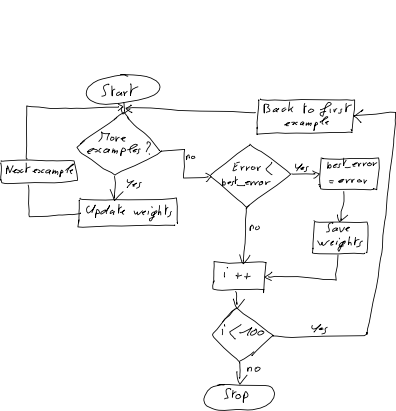 Start
Back to first
example
More
examples?
no
Error <
best_error
Yes
best_error
= error
Next example
Yes
Update weights
Save
weights
no
i ++
i < 100
Yes
no
Stop